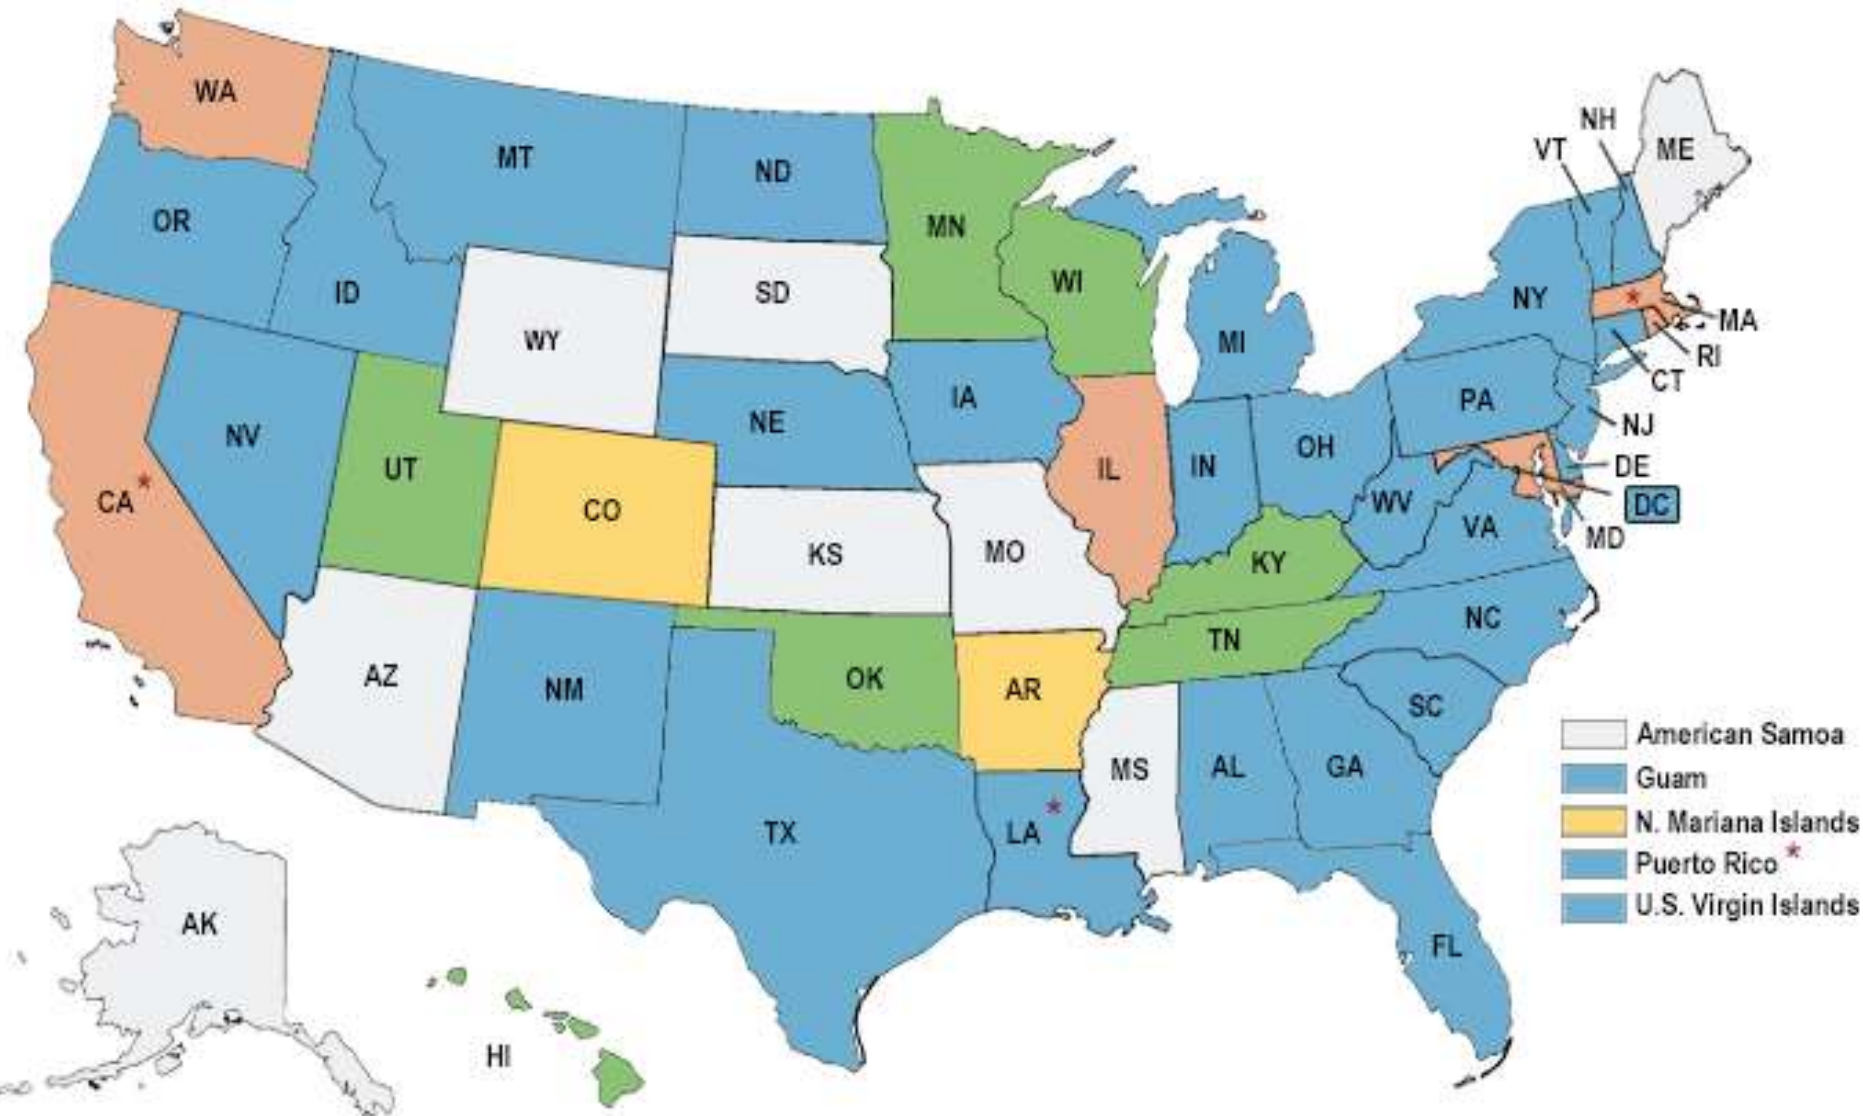 WA
NH
VT
ME
MT
ND
MN
OR
ID
SD
WI
NY
MA
WY
MI
RI
CT
IA
PA
NE
NJ
NV
UT
IL
IN
OH
DE
CA *
CO
WV
DC
VA
MD
KS
MO
KY
NC
TN
AZ
NM
OK
AR
SC
American Samoa
MS
AL
GA
Guam
TX
LA *
N. Mariana Islands
Puerto Rico *
U.S. Virgin Islands
AK
FL
HI